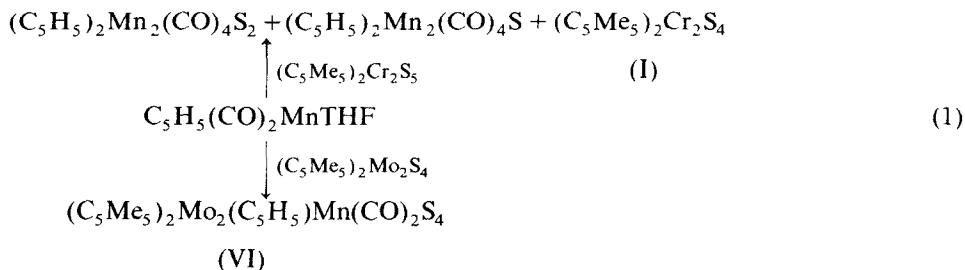 (C₅H₅)₂Mn₂(CO)₄S₂ + (C₅H₅)₂Mn₂(CO)₄S + (C₅Me₅)₂Cr₂S₄
(I)
(C₅Me₅)₂Cr₂S₅
C₅H₅(CO)₂MnTHF (1)
(C₅Me₅)₂Mo₂S₄
(C₅Me₅)₂Mo₂(C₅H₅)Mn(CO)₂S₄
(VI)